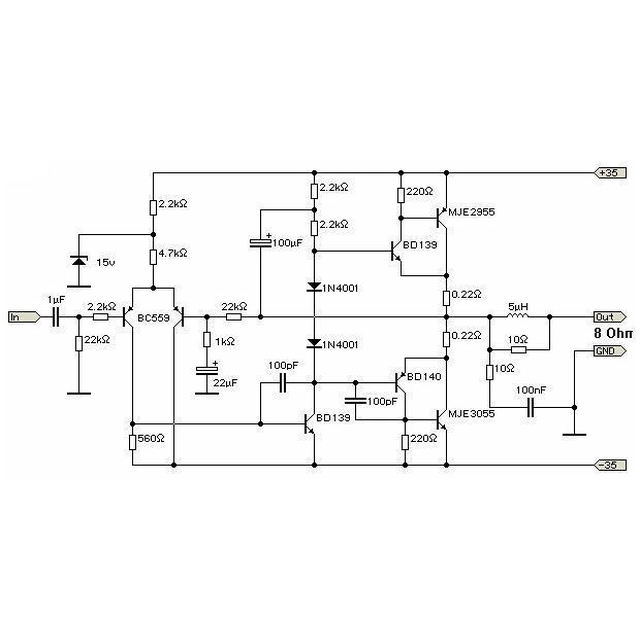 +35
2.2kΩ
220Ω
2.2kΩ
MJE2955
2.2kΩ
+
100µF
BD139
4.7kΩ
15v
1N4001
0.22Ω
1µF
5µH
2.2kΩ
22kΩ
In
BC559
Out
8 Ohm
0.22Ω
22kΩ
1kΩ
1N4001
10Ω
GND
100pF
10Ω
+
22µF
BD140
100pF
100nF
BD139
MJE3055
560Ω
220Ω
-35